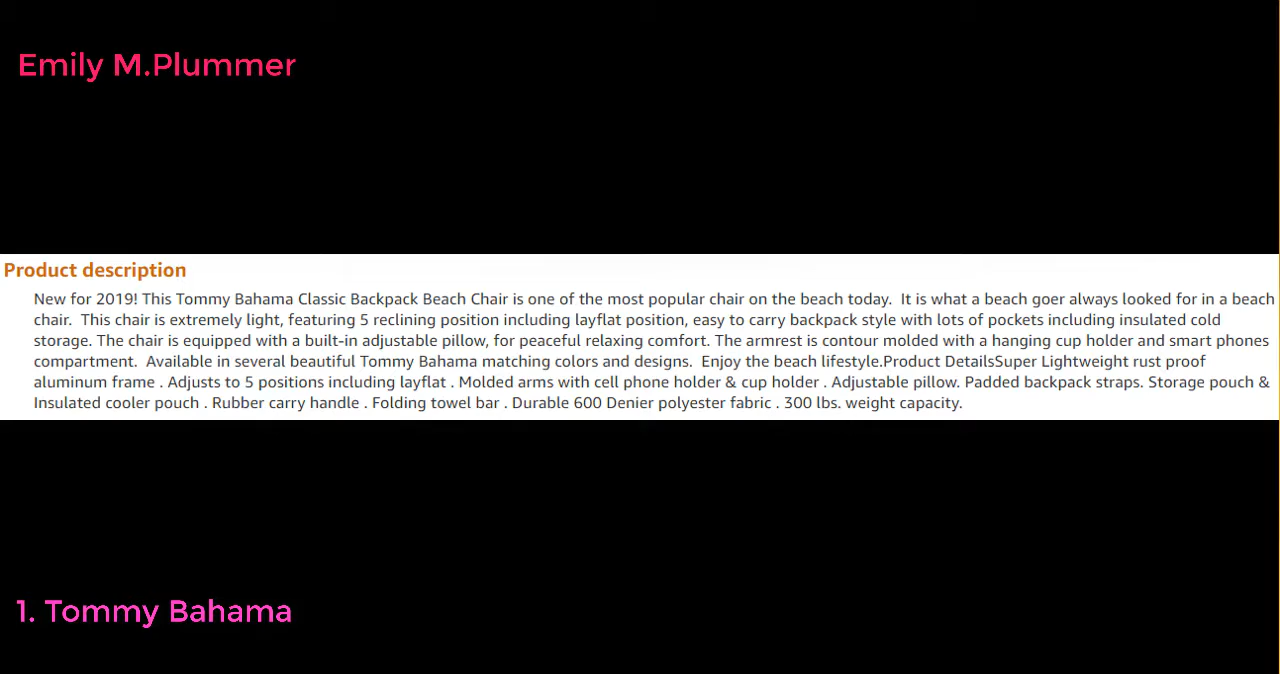 Emily M.Plummer
Product description
New for 2019! This Tommy Bahama Classic Backpack Beach Chair is one of the most popular chair on the beach today.  It is what a beach goer always looked for in a beach
chair.  This chair is extremely light, featuring 5 reclining position including layflat position, easy to carry backpack style with lots of pockets including insulated cold
storage. The chair is equipped with a built-in adjustable pillow, for peaceful relaxing comfort. The armrest is contour molded with a hanging cup holder and smart phones
compartment.  Available in several beautiful Tommy Bahama matching colors and designs.  Enjoy the beach lifestyle.Product DetailsSuper Lightweight rust proof
aluminum frame . Adjusts to 5 positions including layflat . Molded arms with cell phone holder & cup holder . Adjustable pillow. Padded backpack straps. Storage pouch &
Insulated cooler pouch . Rubber carry handle . Folding towel bar . Durable 600 Denier polyester fabric . 300 lbs. weight capacity.
1. Tommy Bahama